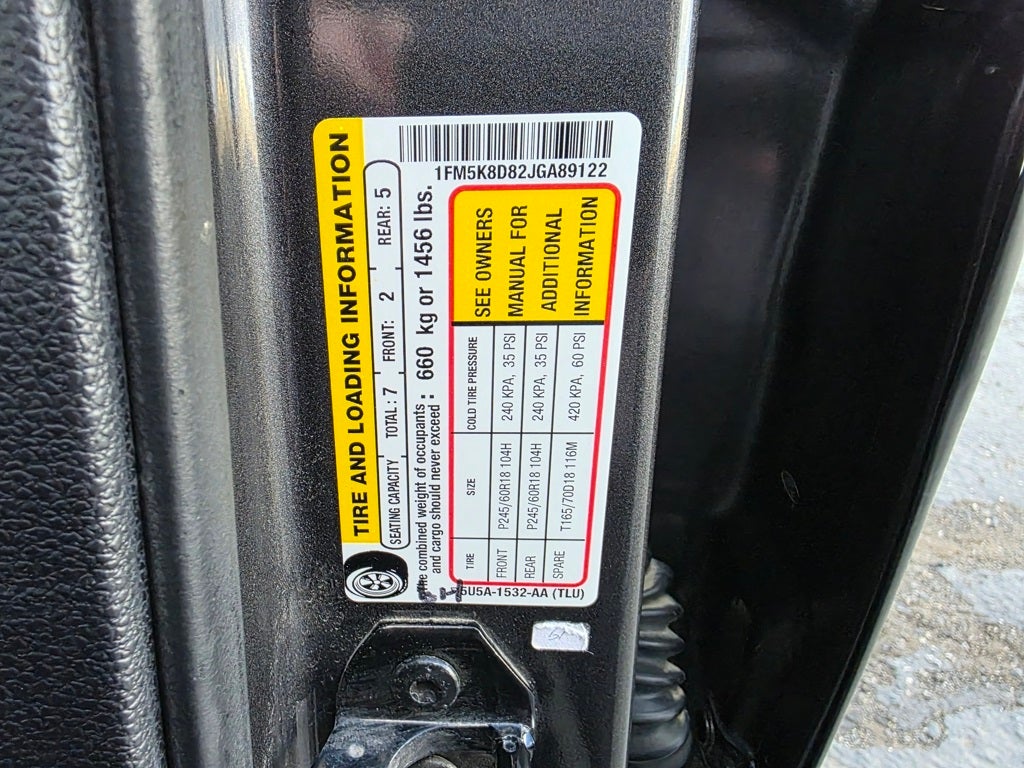 1FM5K8D82JGA89122
TIRE AND LOADING INFORMATION
SEATING CAPACITY TOTAL: 7 FRONT: 2 REAR: 5
The combined weight of occupants
and cargo should never exceed : 660 kg or 1456 lbs.
TIRE SIZE COLD TIRE PRESSURE
FRONT P245/60R18 104H 240 KPA, 35 PSI
REAR P245/60R18 104H 240 KPA, 35 PSI
SPARE T165/70D18 116M 420 KPA, 60 PSI
SEE OWNERS
MANUAL FOR
ADDITIONAL
INFORMATION
5U5A-1532-AA (TLU)